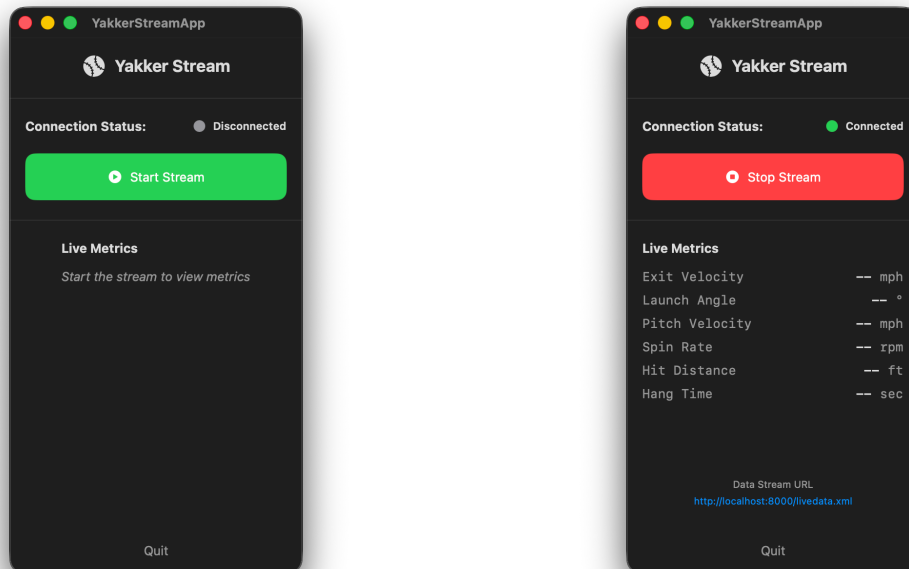 YakkerStreamApp
Yakker Stream
Connection Status: Disconnected
Start Stream
Live Metrics
Start the stream to view metrics
Quit
YakkerStreamApp
Yakker Stream
Connection Status: Connected
Stop Stream
Live Metrics
Exit Velocity -- mph
Launch Angle -- °
Pitch Velocity -- mph
Spin Rate -- rpm
Hit Distance -- ft
Hang Time -- sec
Data Stream URL
http://localhost:8000/livedata.xml
Quit